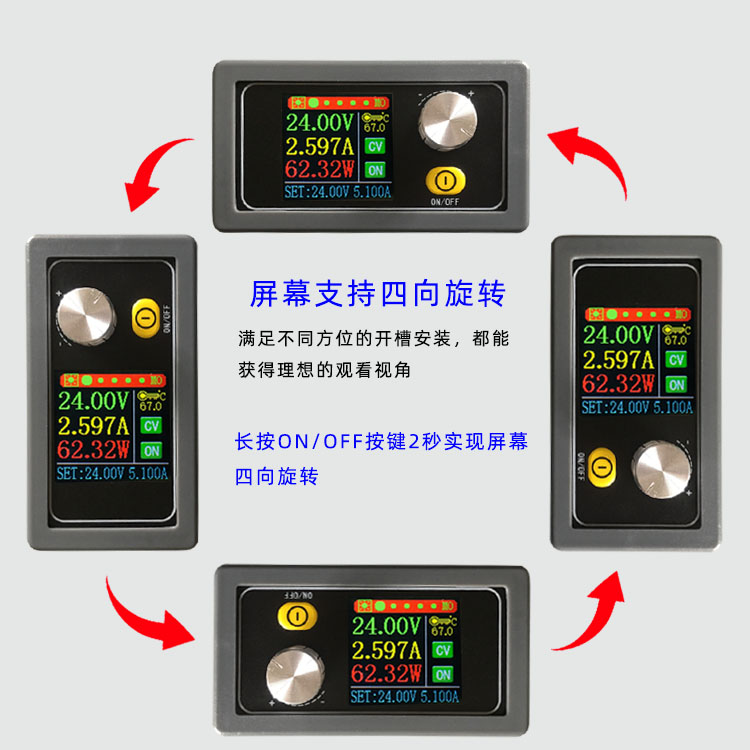 24.00V
℃
67.0
2.597A
CV
62.32W
ON
SET:24.00V 5.100A
- +
ON/OFF
+ -
ON/OFF
24.00V
℃
67.0
2.597A
CV
62.32W
ON
SET:24.00V 5.100A
屏幕支持四向旋转
满足不同方位的开槽安装，都能
获得理想的观看视角
长按ON/OFF按键2秒实现屏幕
四向旋转
24.00V
℃
67.0
2.597A
CV
62.32W
ON
SET:24.00V 5.100A
ON/OFF
+ -
ON/OFF
+ -
24.00V
℃
67.0
2.597A
CV
62.32W
ON
SET:24.00V 5.100A